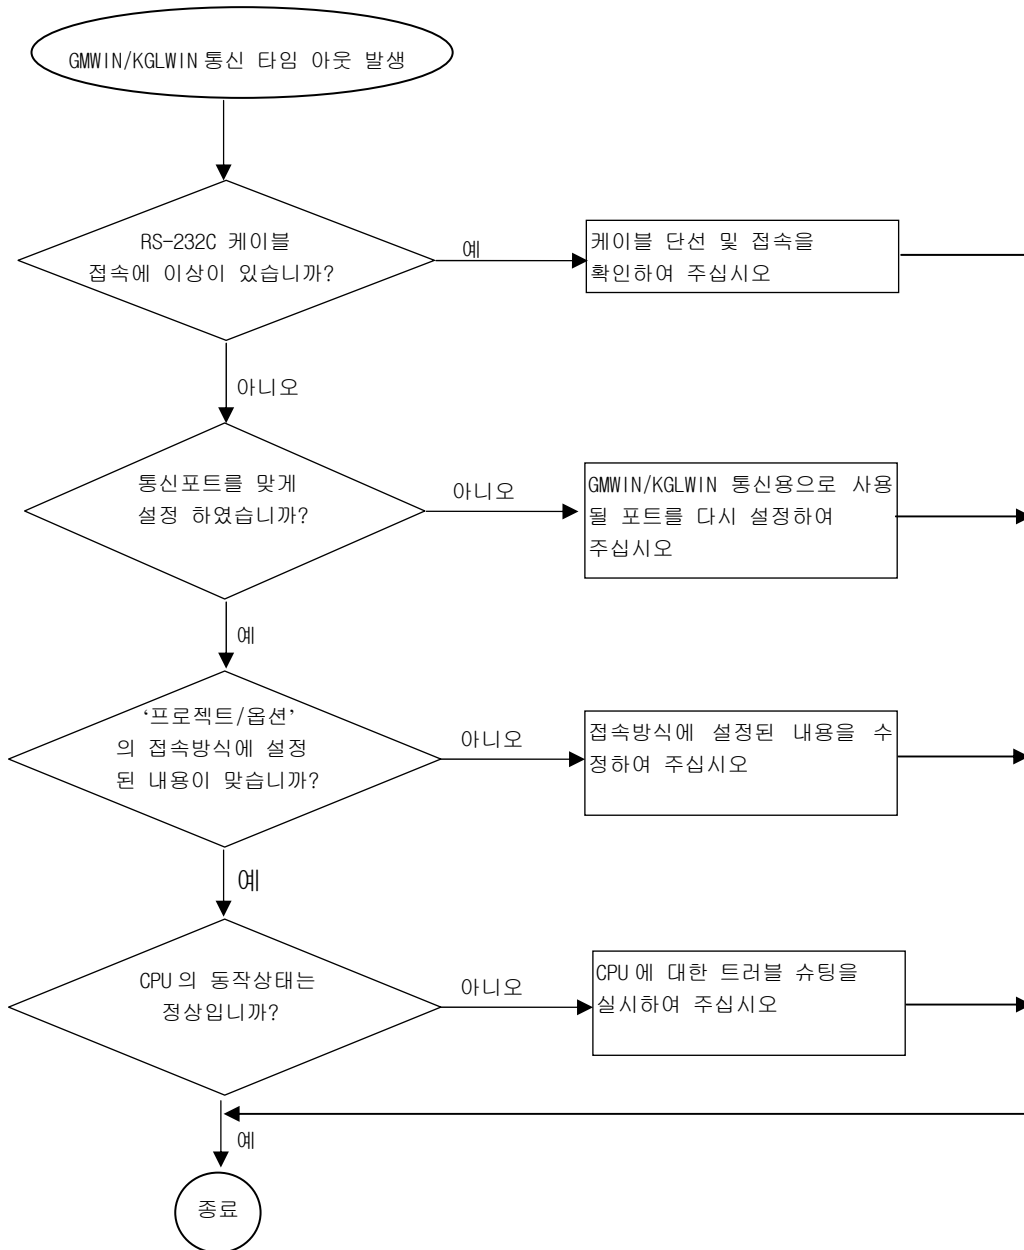 GMWIN/KGLWIN 통신 타임 아웃 발생
RS-232C 케이블
접속에 이상이 있습니까?
예
케이블 단선 및 접속을
확인하여 주십시오
아니오
통신포트를 맞게
설정 하였습니까?
아니오
GMWIN/KGLWIN 통신용으로 사용
될 포트를 다시 설정하여
주십시오
예
‘프로젝트/옵션’
의 접속방식에 설정
된 내용이 맞습니까?
아니오
접속방식에 설정된 내용을 수
정하여 주십시오
예
CPU의 동작상태는
정상입니까?
아니오
CPU에 대한 트러블 슈팅을
실시하여 주십시오
예
종료